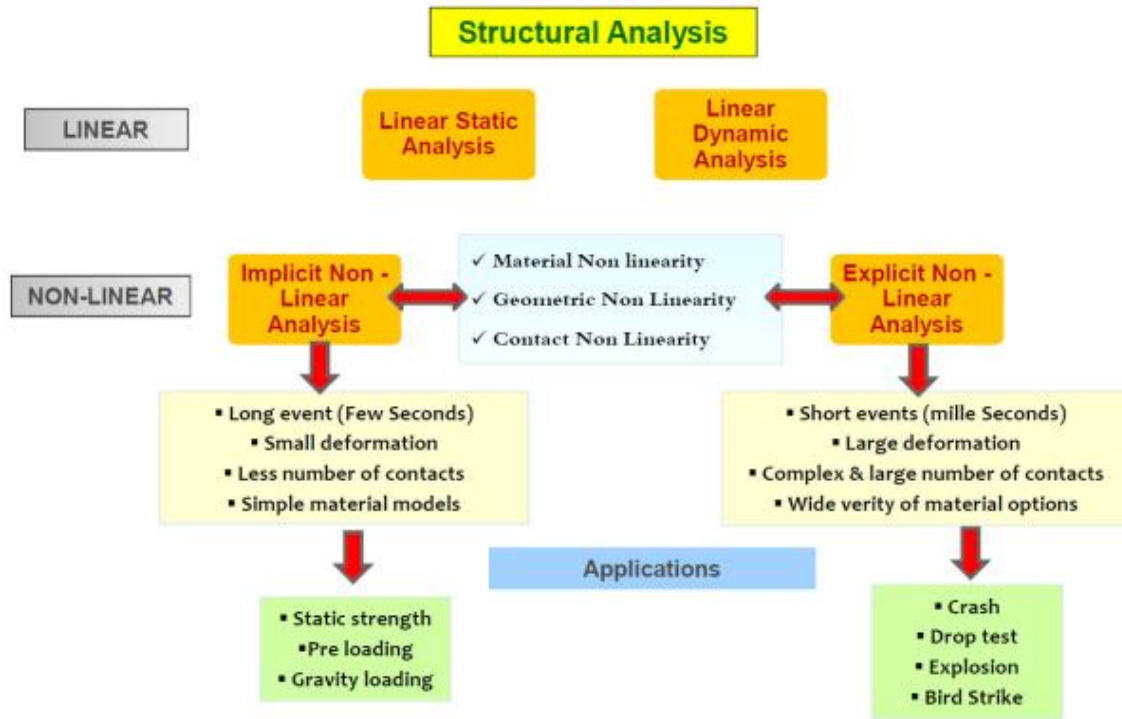 Structural Analysis
LINEAR
Linear Static
Analysis
Linear
Dynamic
Analysis
NON-LINEAR
Implicit Non -
Linear
Analysis
✓ Material Non linearity
✓ Geometric Non Linearity
✓ Contact Non Linearity
Explicit Non -
Linear
Analysis
▪ Long event (Few Seconds)
▪ Small deformation
▪ Less number of contacts
▪ Simple material models
▪ Short events (mille Seconds)
▪ Large deformation
▪ Complex & large number of contacts
▪ Wide verity of material options
Applications
▪ Static strength
▪Pre loading
▪ Gravity loading
▪ Crash
▪ Drop test
▪ Explosion
▪ Bird Strike